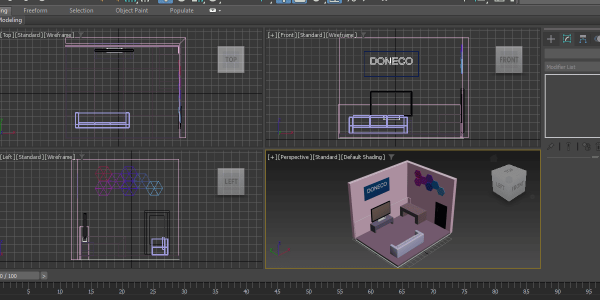 Freeform
Selection
Object Paint
Populate
Modeling
[Top ] [Standard ] [Wireframe ]
[+] [Front ] [Standard ] [Wireframe ]
TOP
DONECO
FRONT
Modifier List
[Left ] [Standard ] [Wireframe ]
[+] [Perspective ] [Standard ] [Default Shading ]
LEFT
DONECO
0 / 100
5 10 15 20 25 30 35 40 45 50 55 60 65 70 75 80 85 90 95